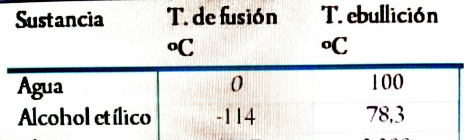 Sustancia T. de fusión T. ebullición
ºC ºC
Agua 0 100
Alcohol etílico -114 78,3